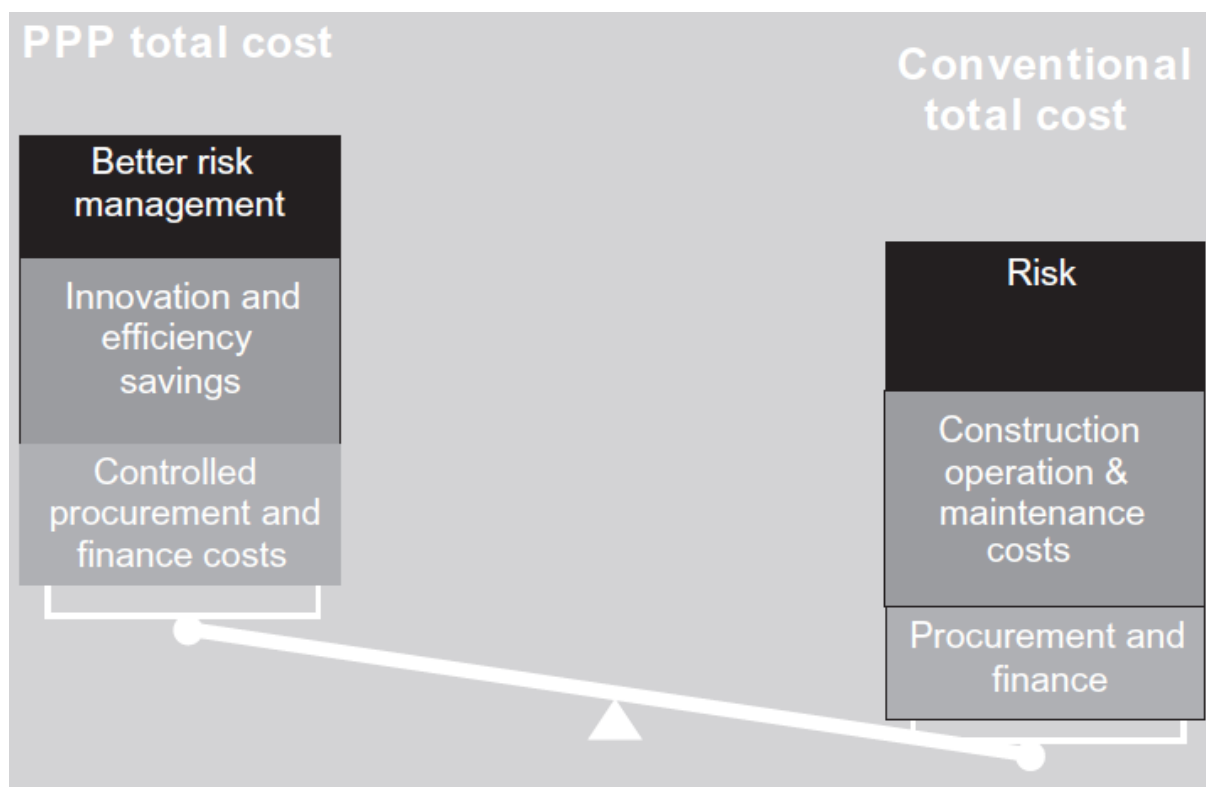 PPP total cost
Conventional
total cost
Better risk
management
Innovation and
efficiency
savings
Controlled
procurement and
finance costs
Risk
Construction
operation &
maintenance
costs
Procurement and
finance